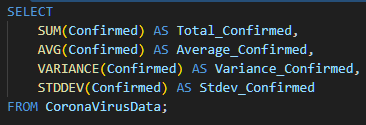 SELECT
SUM(Confirmed) AS Total_Confirmed,
AVG(Confirmed) AS Average_Confirmed,
VARIANCE(Confirmed) AS Variance_Confirmed,
STDDEV(Confirmed) AS Stdev_Confirmed
FROM CoronaVirusData;